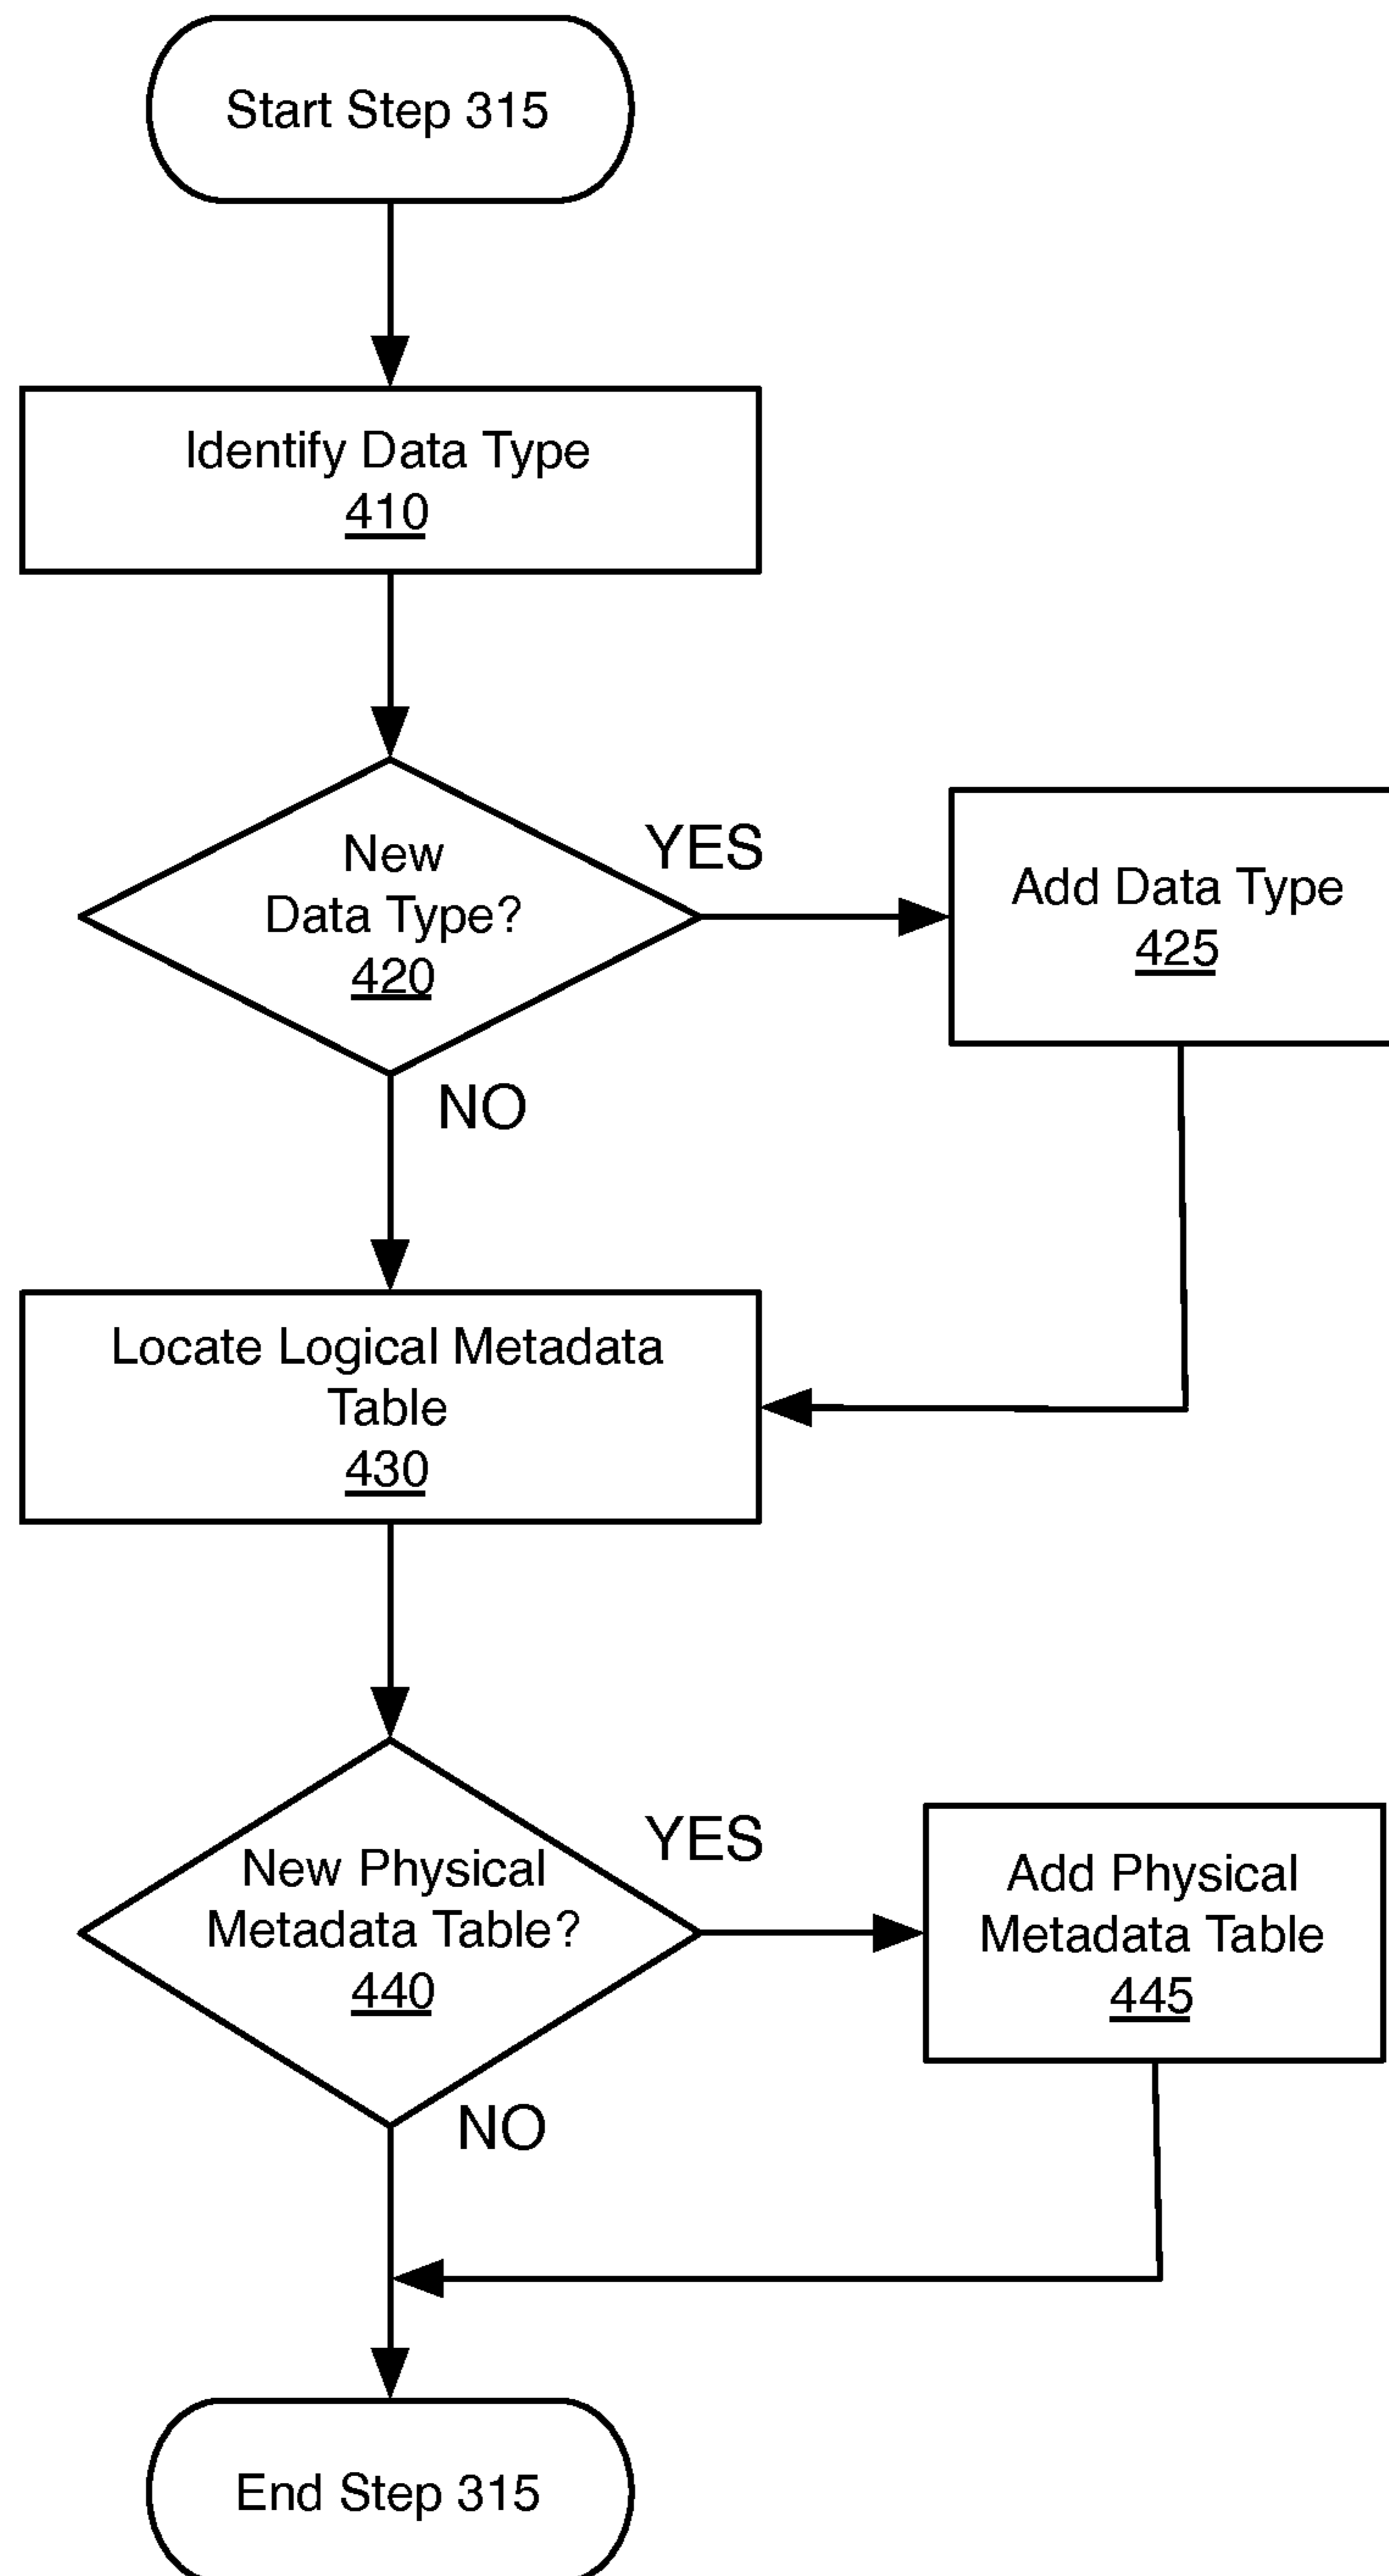 Start Step 315
Identify Data Type
410
New
Data Type?
420
YES
Add Data Type
425
NO
Locate Logical Metadata
Table
430
New Physical
Metadata Table?
440
YES
Add Physical
Metadata Table
445
NO
End Step 315